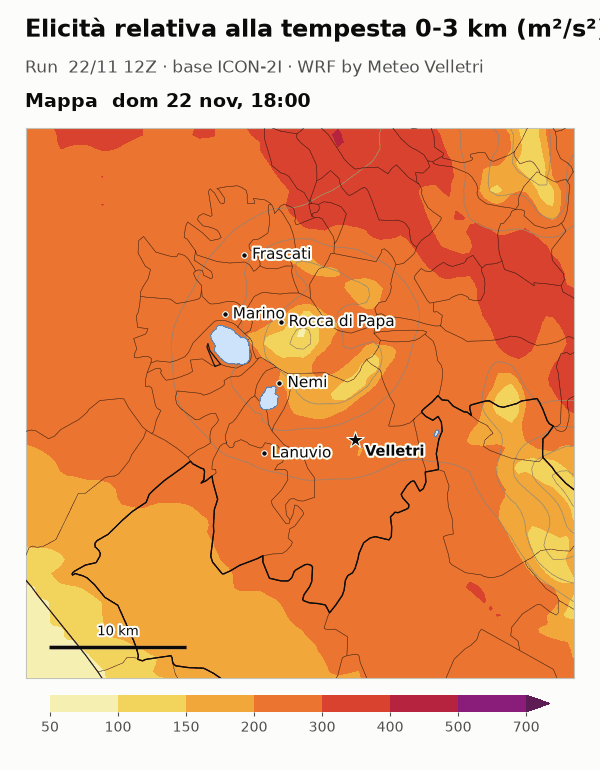 Elicità relativa alla tempesta 0-3 km (m²/s²)
Run 22/11 12Z · base ICON-2I · WRF by Meteo Velletri
Mappa dom 22 nov, 18:00
Frascati
Marino
Rocca di Papa
Nemi
Lanuvio
Velletri
10 km
50 100 150 200 300 400 500 700